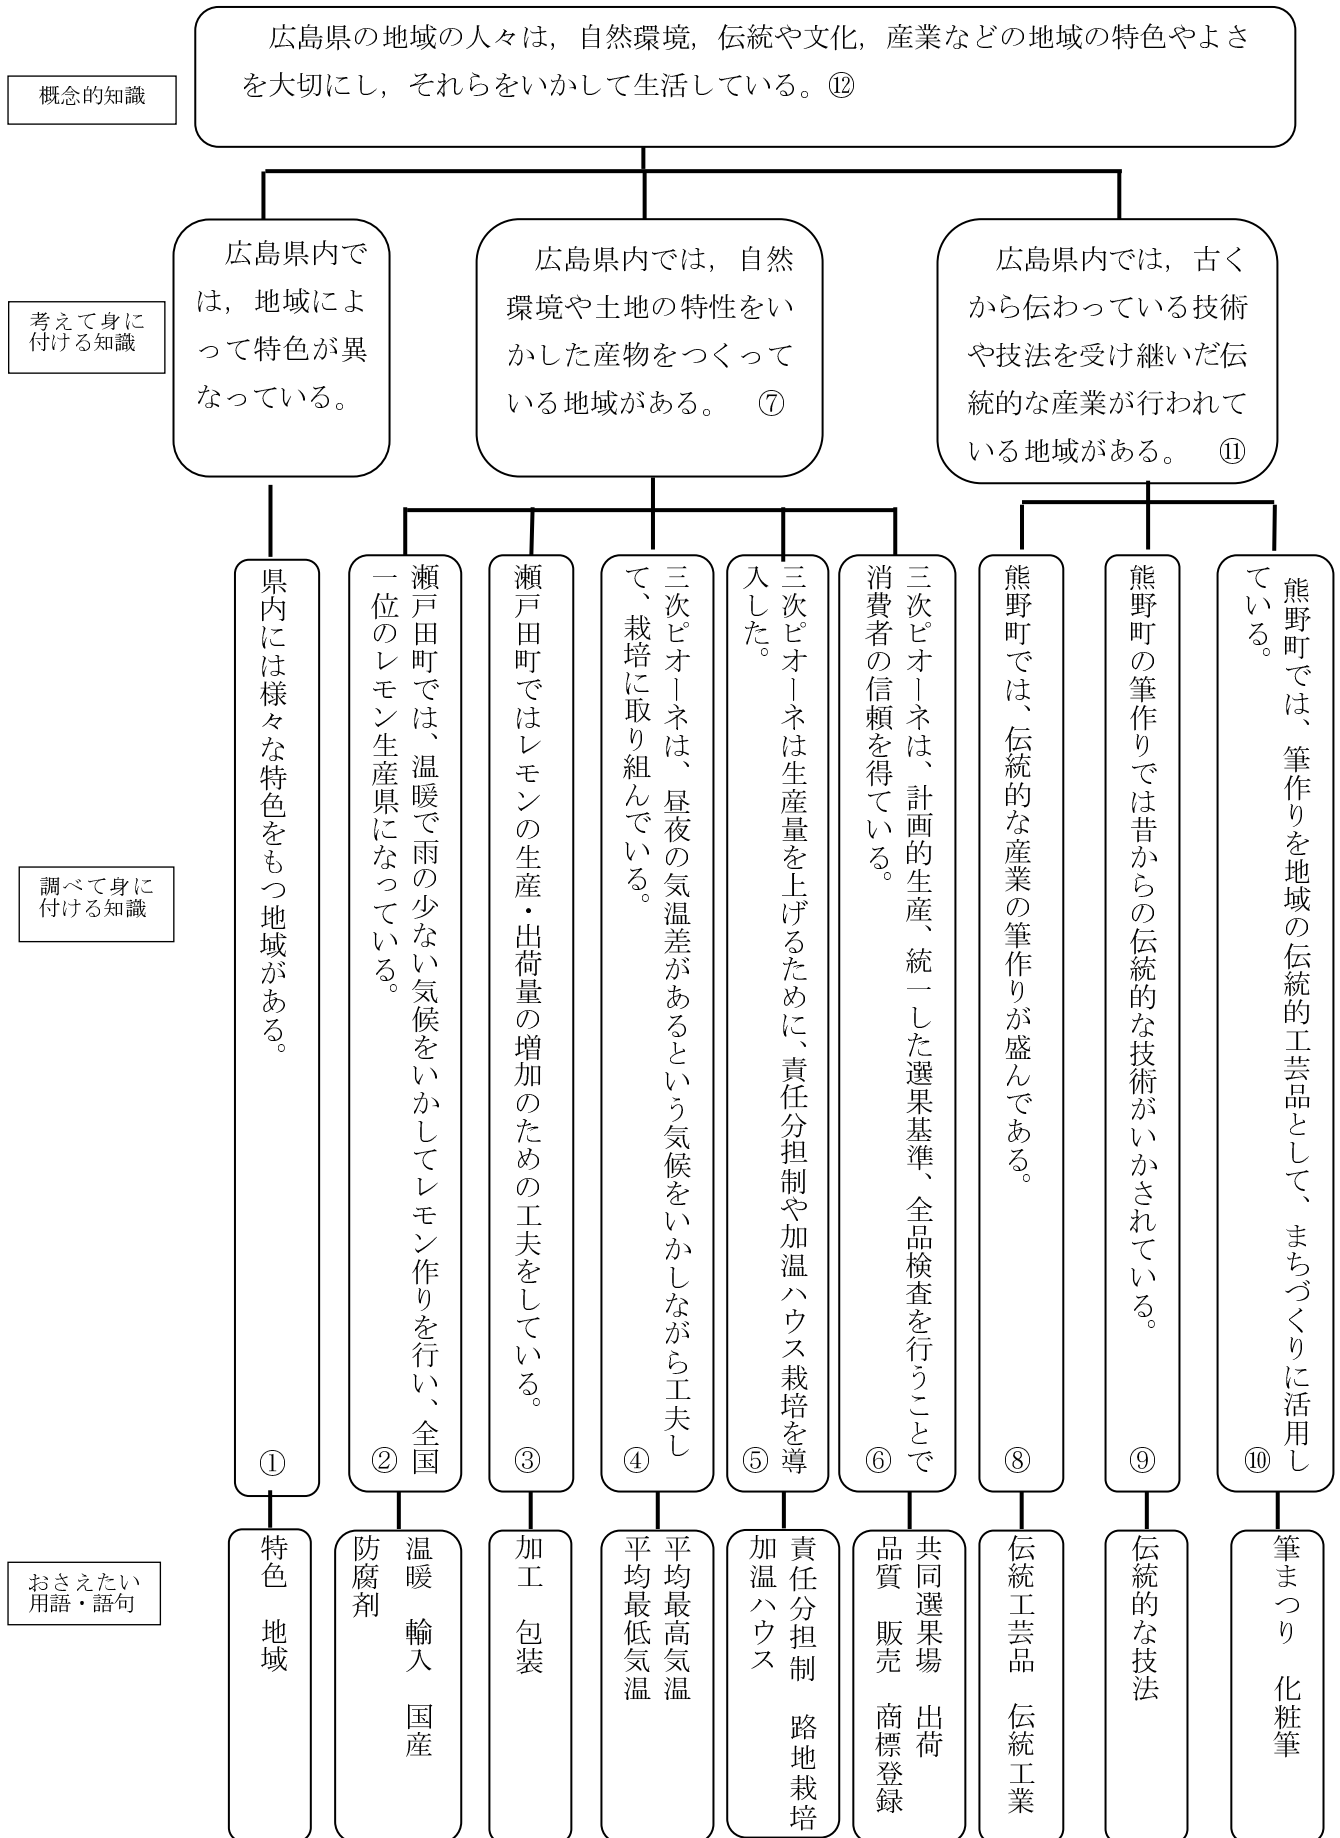 概念的知識
　広島県の地域の人々は，自然環境，伝統や文化，産業などの地域の特色やよさ
を大切にし，それらをいかして生活している。⑫
考えて身に
付ける知識
　広島県内で
は，地域によ
って特色が異
なっている。
　広島県内では，自然
環境や土地の特性をい
かした産物をつくって
いる地域がある。　⑦
　広島県内では，古く
から伝わっている技術
や技法を受け継いだ伝
統的な産業が行われて
いる地域がある。　⑪
調べて身に
付ける知識
県内には様々な特色をもつ地域がある。　①
瀬戸田町では、温暖で雨の少ない気候をいかしてレモン作りを行い、全国
一位のレモン生産県になっている。　②
瀬戸田町ではレモンの生産・出荷量の増加のための工夫をしている。　③
三次ピオーネは、昼夜の気温差があるという気候をいかしながら工夫し
て、栽培に取り組んでいる。　④
三次ピオーネは生産量を上げるために、責任分担制や加温ハウス栽培を導
入した。　⑤
三次ピオーネは、計画的生産、統一した選果基準、全品検査を行うことで
消費者の信頼を得ている。　⑥
熊野町では、伝統的な産業の筆作りが盛んである。　⑧
熊野町の筆作りでは昔からの伝統的な技術がいかされている。　⑨
熊野町では、筆作りを地域の伝統的工芸品として、まちづくりに活用し
ている。　⑩
おさえたい
用語・語句
特色　地域
温暖　輸入　国産
防腐剤
加工　包装
平均最高気温
平均最低気温
責任分担制　路地栽培
加温ハウス
共同選果場　出荷
品質　販売　商標登録
伝統工芸品　伝統工業
伝統的な技法
筆まつり　化粧筆